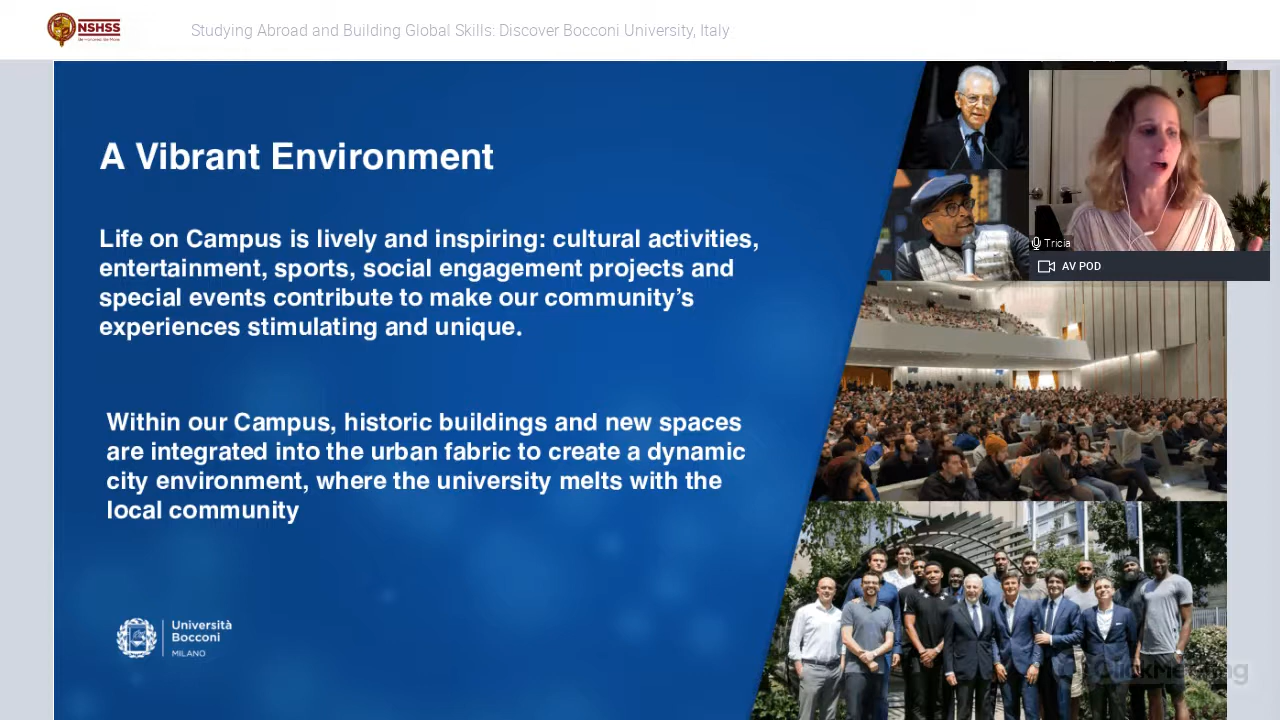 NSHSS
Studying Abroad and Building Global Skills: Discover Bocconi University, Italy
A Vibrant Environment
Life on Campus is lively and inspiring: cultural activities,
entertainment, sports, social engagement projects and
special events contribute to make our community’s
experiences stimulating and unique.
Within our Campus, historic buildings and new spaces
are integrated into the urban fabric to create a dynamic
city environment, where the university melts with the
local community
Università
Bocconi
MILANO
Tricia
AV POD
ClickMeeting